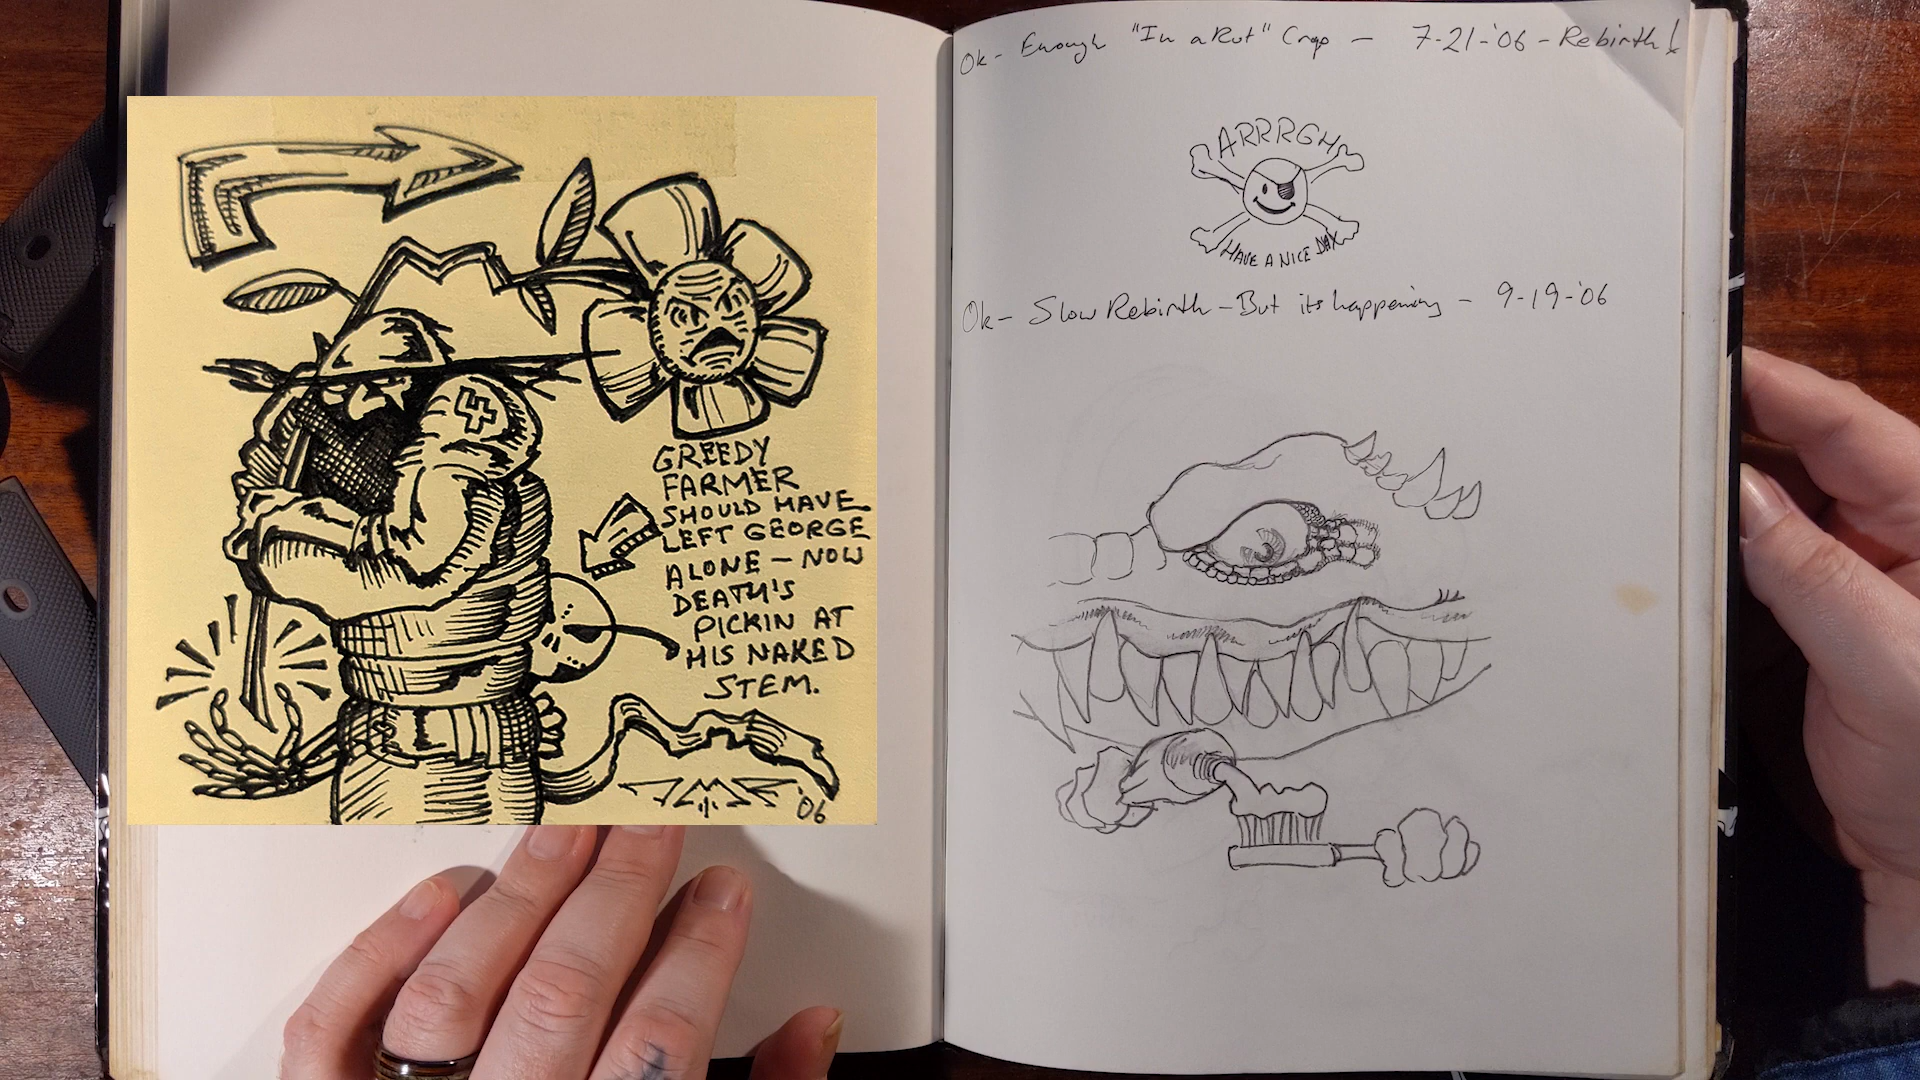 GREEDY
FARMER
SHOULD HAVE
LEFT GEORGE
ALONE — NOW
DEATH'S
PICKIN AT
HIS NAKED
STEM.
'06
Ok - Enough "In a Rut" Crap - 7-21-'06 - Rebirth!
ARRRGH
HAVE A NICE DAY
Ok - Slow Rebirth - But its happening - 9-19-'06